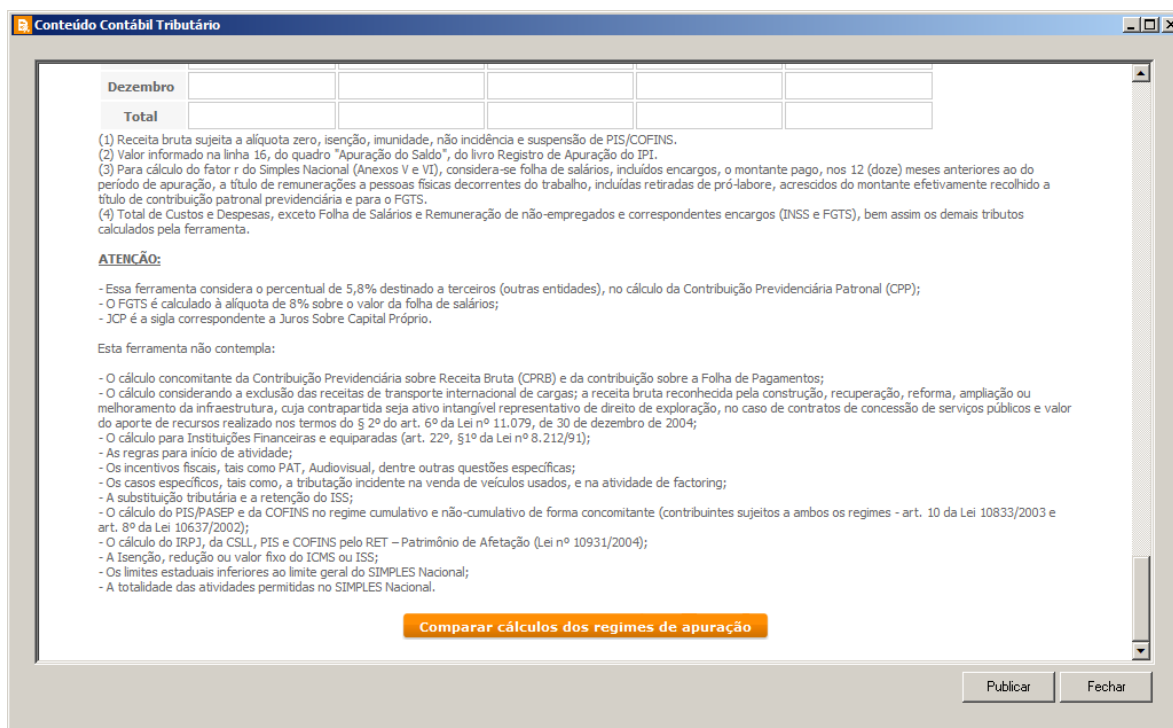 Conteúdo Contábil Tributário
Dezembro
Total
(1) Receita bruta sujeita a alíquota zero, isenção, imunidade, não incidência e suspensão de PIS/COFINS.
(2) Valor informado na linha 16, do quadro "Apuração do Saldo", do livro Registro de Apuração do IPI.
(3) Para cálculo do fator r do Simples Nacional (Anexos V e VI), considera-se folha de salários, incluídos encargos, o montante pago, nos 12 (doze) meses anteriores ao do
período de apuração, a título de remunerações a pessoas físicas decorrentes do trabalho, incluídas retiradas de pró-labore, acrescidos do montante efetivamente recolhido a
título de contribuição patronal previdenciária e para o FGTS.
(4) Total de Custos e Despesas, exceto Folha de Salários e Remuneração de não-empregados e correspondentes encargos (INSS e FGTS), bem assim os demais tributos
calculados pela ferramenta.
ATENÇÃO:
- Essa ferramenta considera o percentual de 5,8% destinado a terceiros (outras entidades), no cálculo da Contribuição Previdenciária Patronal (CPP);
- O FGTS é calculado à alíquota de 8% sobre o valor da folha de salários;
- JCP é a sigla correspondente a Juros Sobre Capital Próprio.
Esta ferramenta não contempla:
- O cálculo concomitante da Contribuição Previdenciária sobre Receita Bruta (CPRB) e da contribuição sobre a Folha de Pagamentos;
- O cálculo considerando a exclusão das receitas de transporte internacional de cargas; a receita bruta reconhecida pela construção, recuperação, reforma, ampliação ou
melhoramento da infraestrutura, cuja contrapartida seja ativo intangível representativo de direito de exploração, no caso de contratos de concessão de serviços públicos e valor
do aporte de recursos realizado nos termos do § 2º do art. 6º da Lei nº 11.079, de 30 de dezembro de 2004;
- O cálculo para Instituições Financeiras e equiparadas (art. 22º, §1º da Lei nº 8.212/91);
- As regras para início de atividade;
- Os incentivos fiscais, tais como PAT, Audiovisual, dentre outras questões específicas;
- Os casos específicos, tais como, a tributação incidente na venda de veículos usados, e na atividade de factoring;
- A substituição tributária e a retenção do ISS;
- O cálculo do PIS/PASEP e da COFINS no regime cumulativo e não-cumulativo de forma concomitante (contribuintes sujeitos a ambos os regimes - art. 10 da Lei 10833/2003 e
art. 8º da Lei 10637/2002);
- O cálculo do IRPJ, da CSLL, PIS e COFINS pelo RET – Patrimônio de Afetação (Lei nº 10931/2004);
- A Isenção, redução ou valor fixo do ICMS ou ISS;
- Os limites estaduais inferiores ao limite geral do SIMPLES Nacional;
- A totalidade das atividades permitidas no SIMPLES Nacional.
Comparar cálculos dos regimes de apuração
Publicar
Fechar